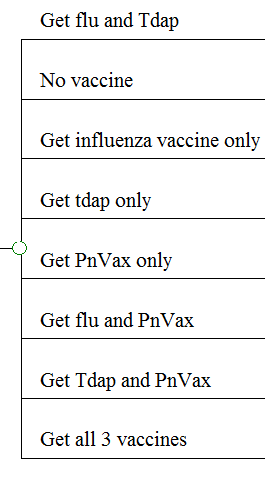 Get flu and Tdap
No vaccine
Get influenza vaccine only
Get tdap only
Get PnVax only
Get flu and PnVax
Get Tdap and PnVax
Get all 3 vaccines